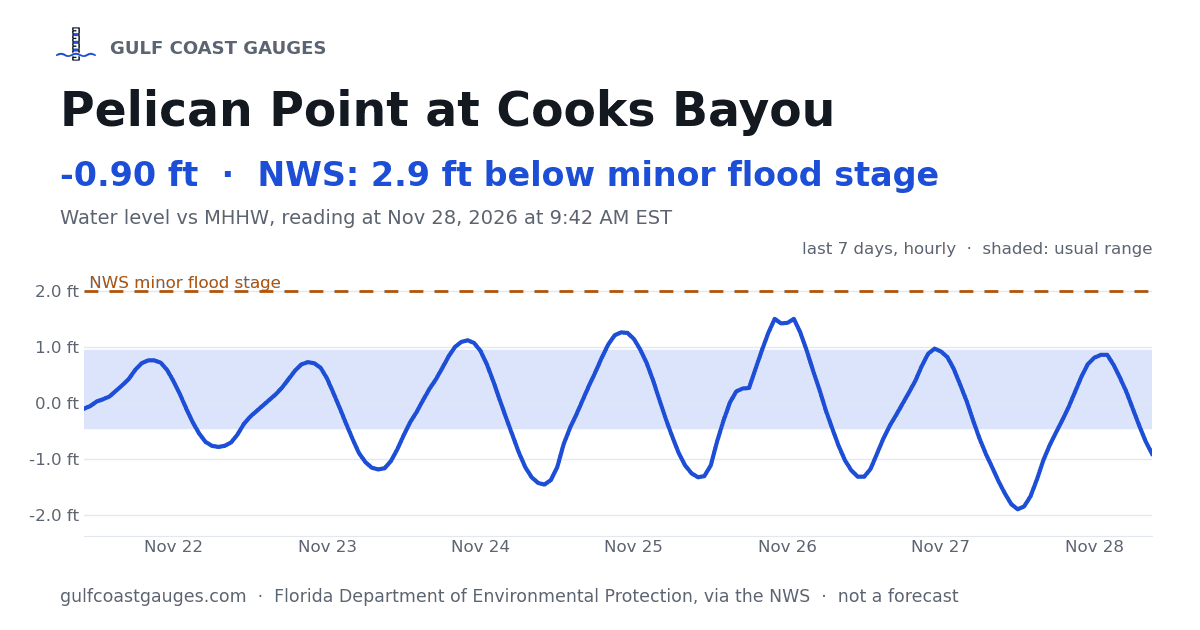 GULF COAST GAUGES
Pelican Point at Cooks Bayou
-0.90 ft · NWS: 2.9 ft below minor flood stage
Water level vs MHHW, reading at Nov 28, 2026 at 9:42 AM EST
last 7 days, hourly · shaded: usual range
NWS minor flood stage
2.0 ft
1.0 ft
0.0 ft
-1.0 ft
-2.0 ft
Nov 22 Nov 23 Nov 24 Nov 25 Nov 26 Nov 27 Nov 28
gulfcoastgauges.com · Florida Department of Environmental Protection, via the NWS · not a forecast